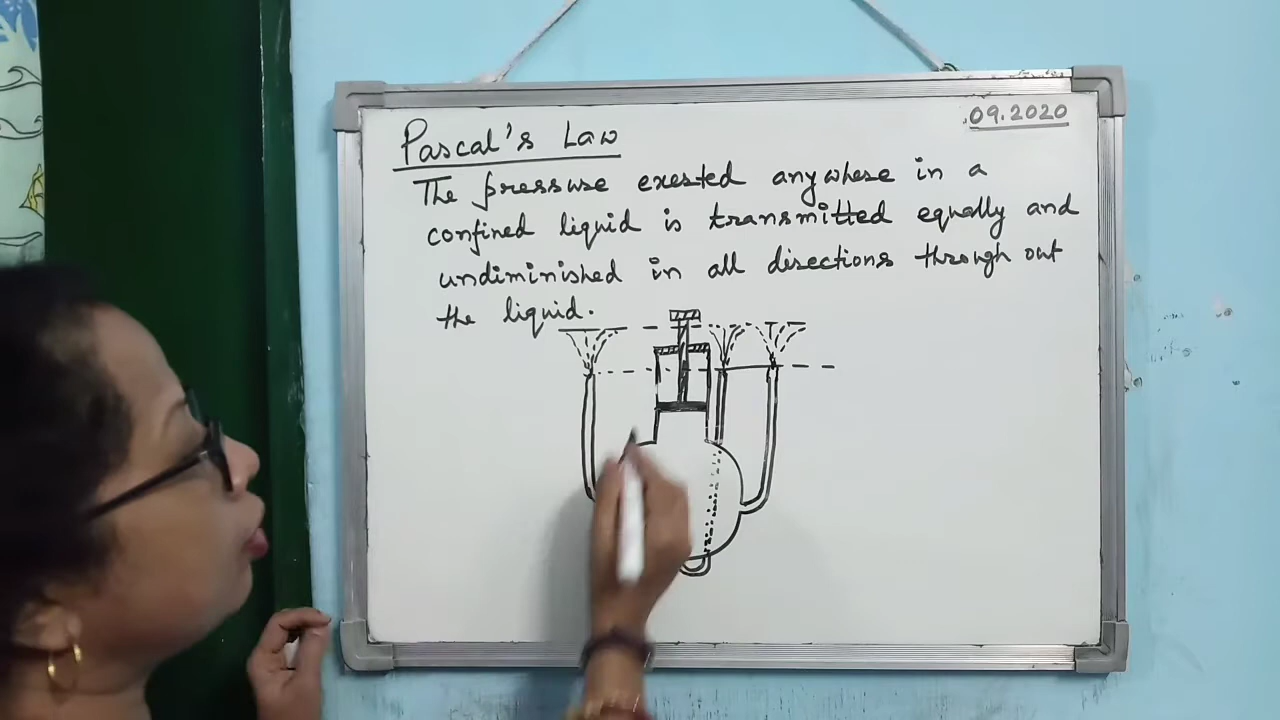 .09.2020
Pascal's Law
The pressure exerted anywhere in a
confined liquid is transmitted equally and
undiminished in all directions through out
the liquid.